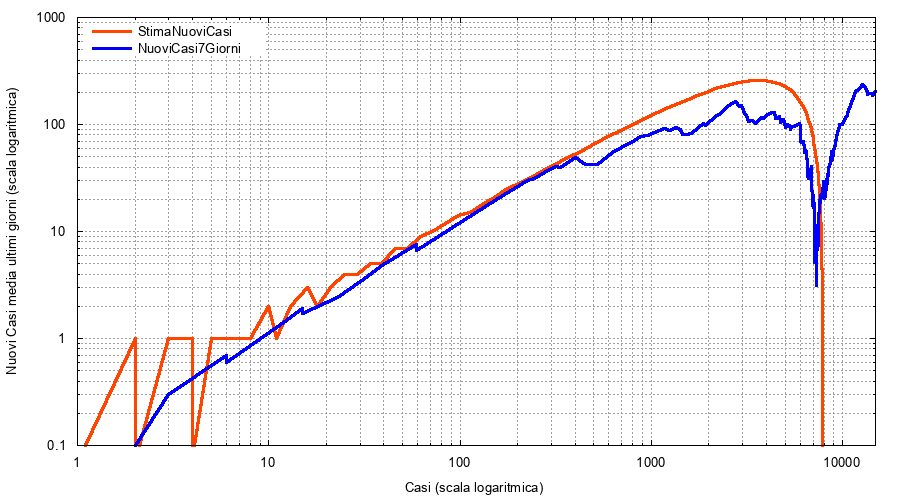 1000
StimaNuoviCasi
NuoviCasi7Giorni
100
10
1
0.1
Nuovi Casi media ultimi giorni (scala logaritmica)
1 10 100 1000 10000
Casi (scala logaritmica)